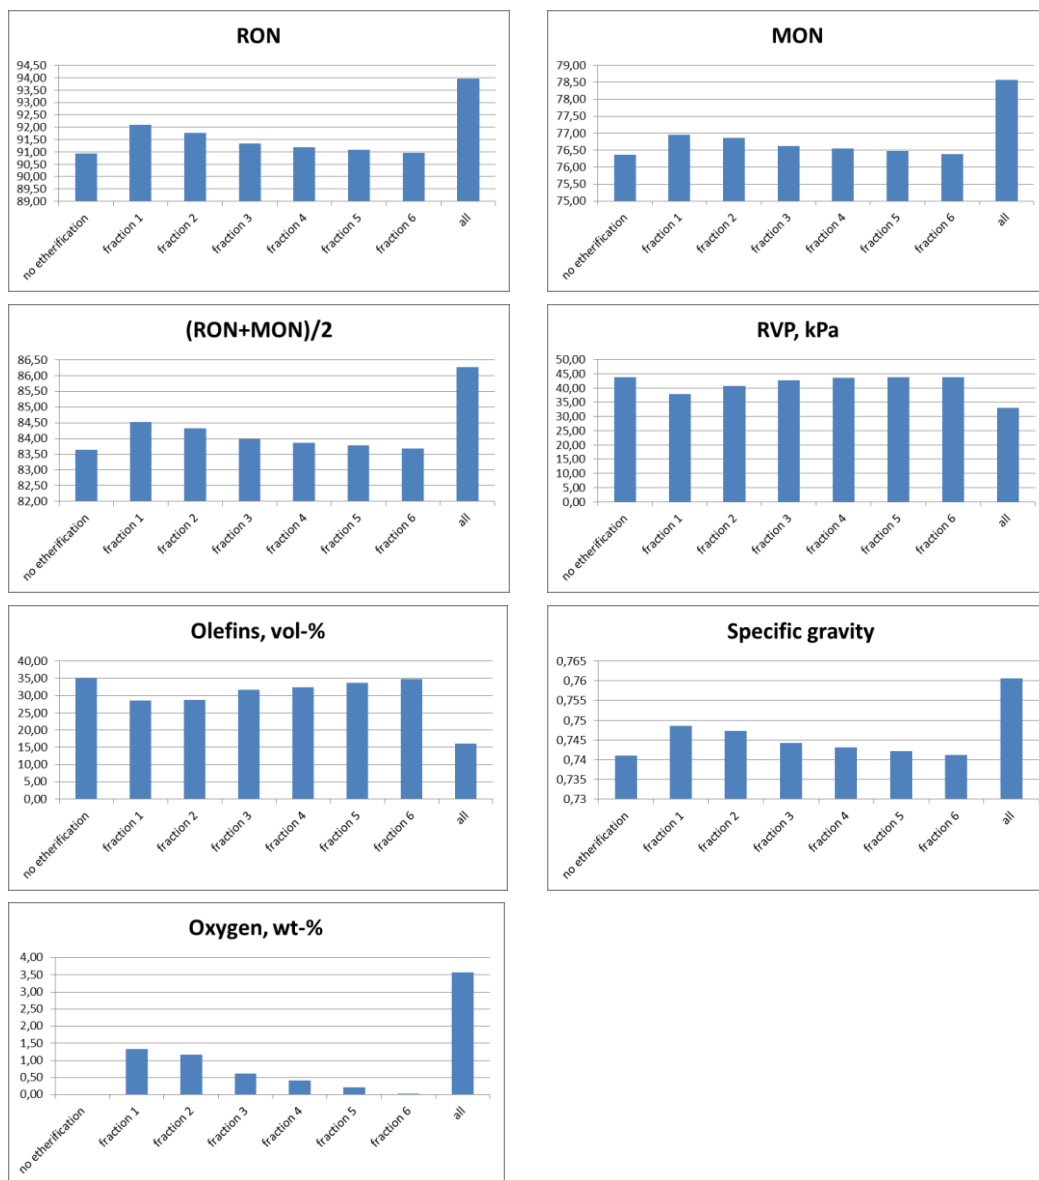 RON
94,50
94,00
93,50
93,00
92,50
92,00
91,50
91,00
90,50
90,00
89,50
89,00
no etherification
fraction 1
fraction 2
fraction 3
fraction 4
fraction 5
fraction 6
all
MON
79,00
78,50
78,00
77,50
77,00
76,50
76,00
75,50
75,00
no etherification
fraction 1
fraction 2
fraction 3
fraction 4
fraction 5
fraction 6
all
(RON+MON)/2
86,50
86,00
85,50
85,00
84,50
84,00
83,50
83,00
82,50
82,00
no etherification
fraction 1
fraction 2
fraction 3
fraction 4
fraction 5
fraction 6
all
RVP, kPa
50,00
45,00
40,00
35,00
30,00
25,00
20,00
15,00
10,00
5,00
0,00
no etherification
fraction 1
fraction 2
fraction 3
fraction 4
fraction 5
fraction 6
all
Olefins, vol-%
40,00
35,00
30,00
25,00
20,00
15,00
10,00
5,00
0,00
no etherification
fraction 1
fraction 2
fraction 3
fraction 4
fraction 5
fraction 6
all
Specific gravity
0,765
0,76
0,755
0,75
0,745
0,74
0,735
0,73
no etherification
fraction 1
fraction 2
fraction 3
fraction 4
fraction 5
fraction 6
all
Oxygen, wt-%
4,00
3,50
3,00
2,50
2,00
1,50
1,00
0,50
0,00
no etherification
fraction 1
fraction 2
fraction 3
fraction 4
fraction 5
fraction 6
all